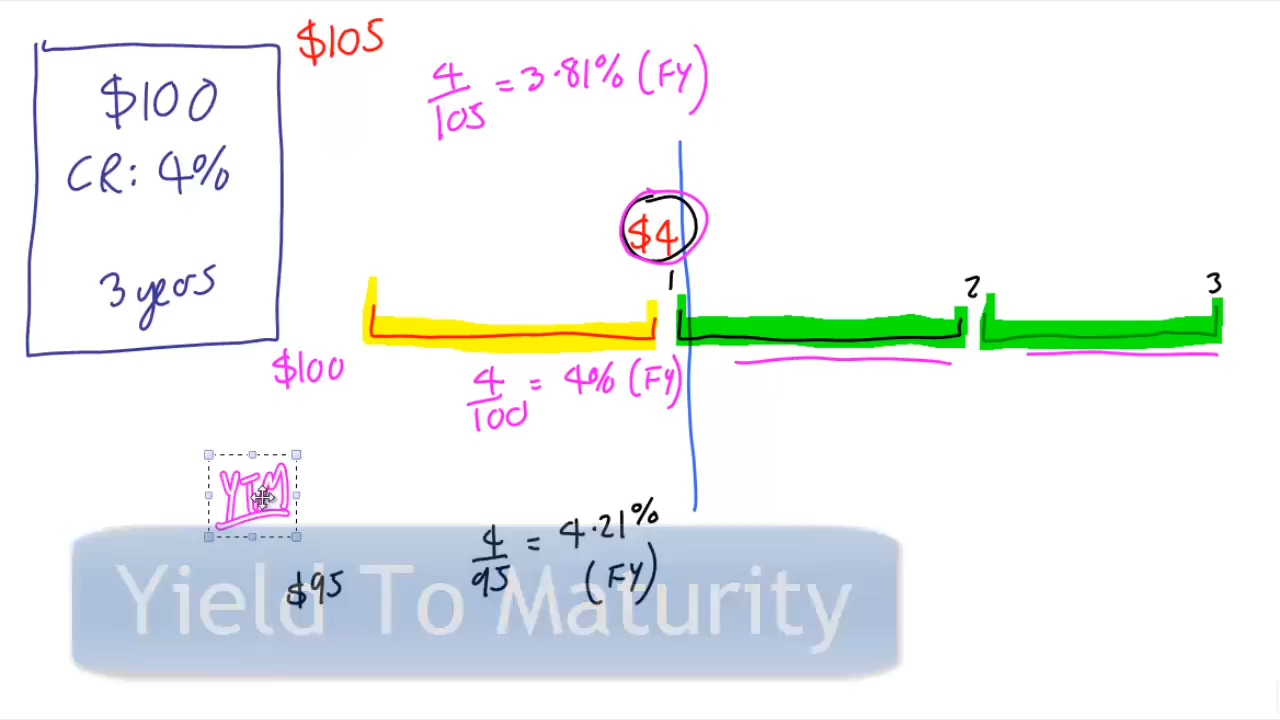 $105
$100
CR: 4%
3 years
4/105 = 3.81% (FY)
$4
1
2
3
$100
4/100 = 4% (FY)
YTM
4/95 = 4.21%
(FY)
$95
Yield To Maturity